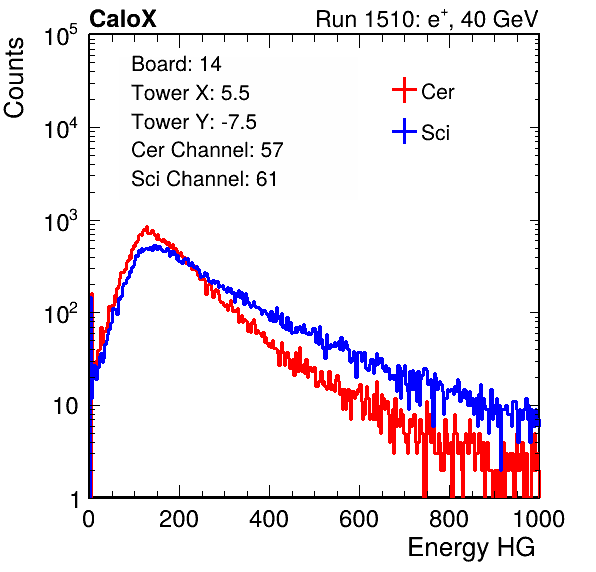 CaloX Run 1510: e⁺, 40 GeV
Counts
Board: 14
Tower X: 5.5
Tower Y: -7.5
Cer Channel: 57
Sci Channel: 61
Cer
Sci
10⁵
10⁴
10³
10²
10
1
0 200 400 600 800 1000
Energy HG